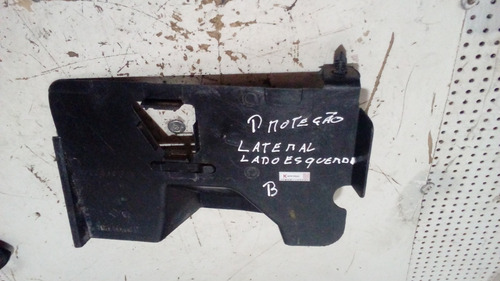 PROTEÇÃO
LATERAL
LADO ESQUERDO
B